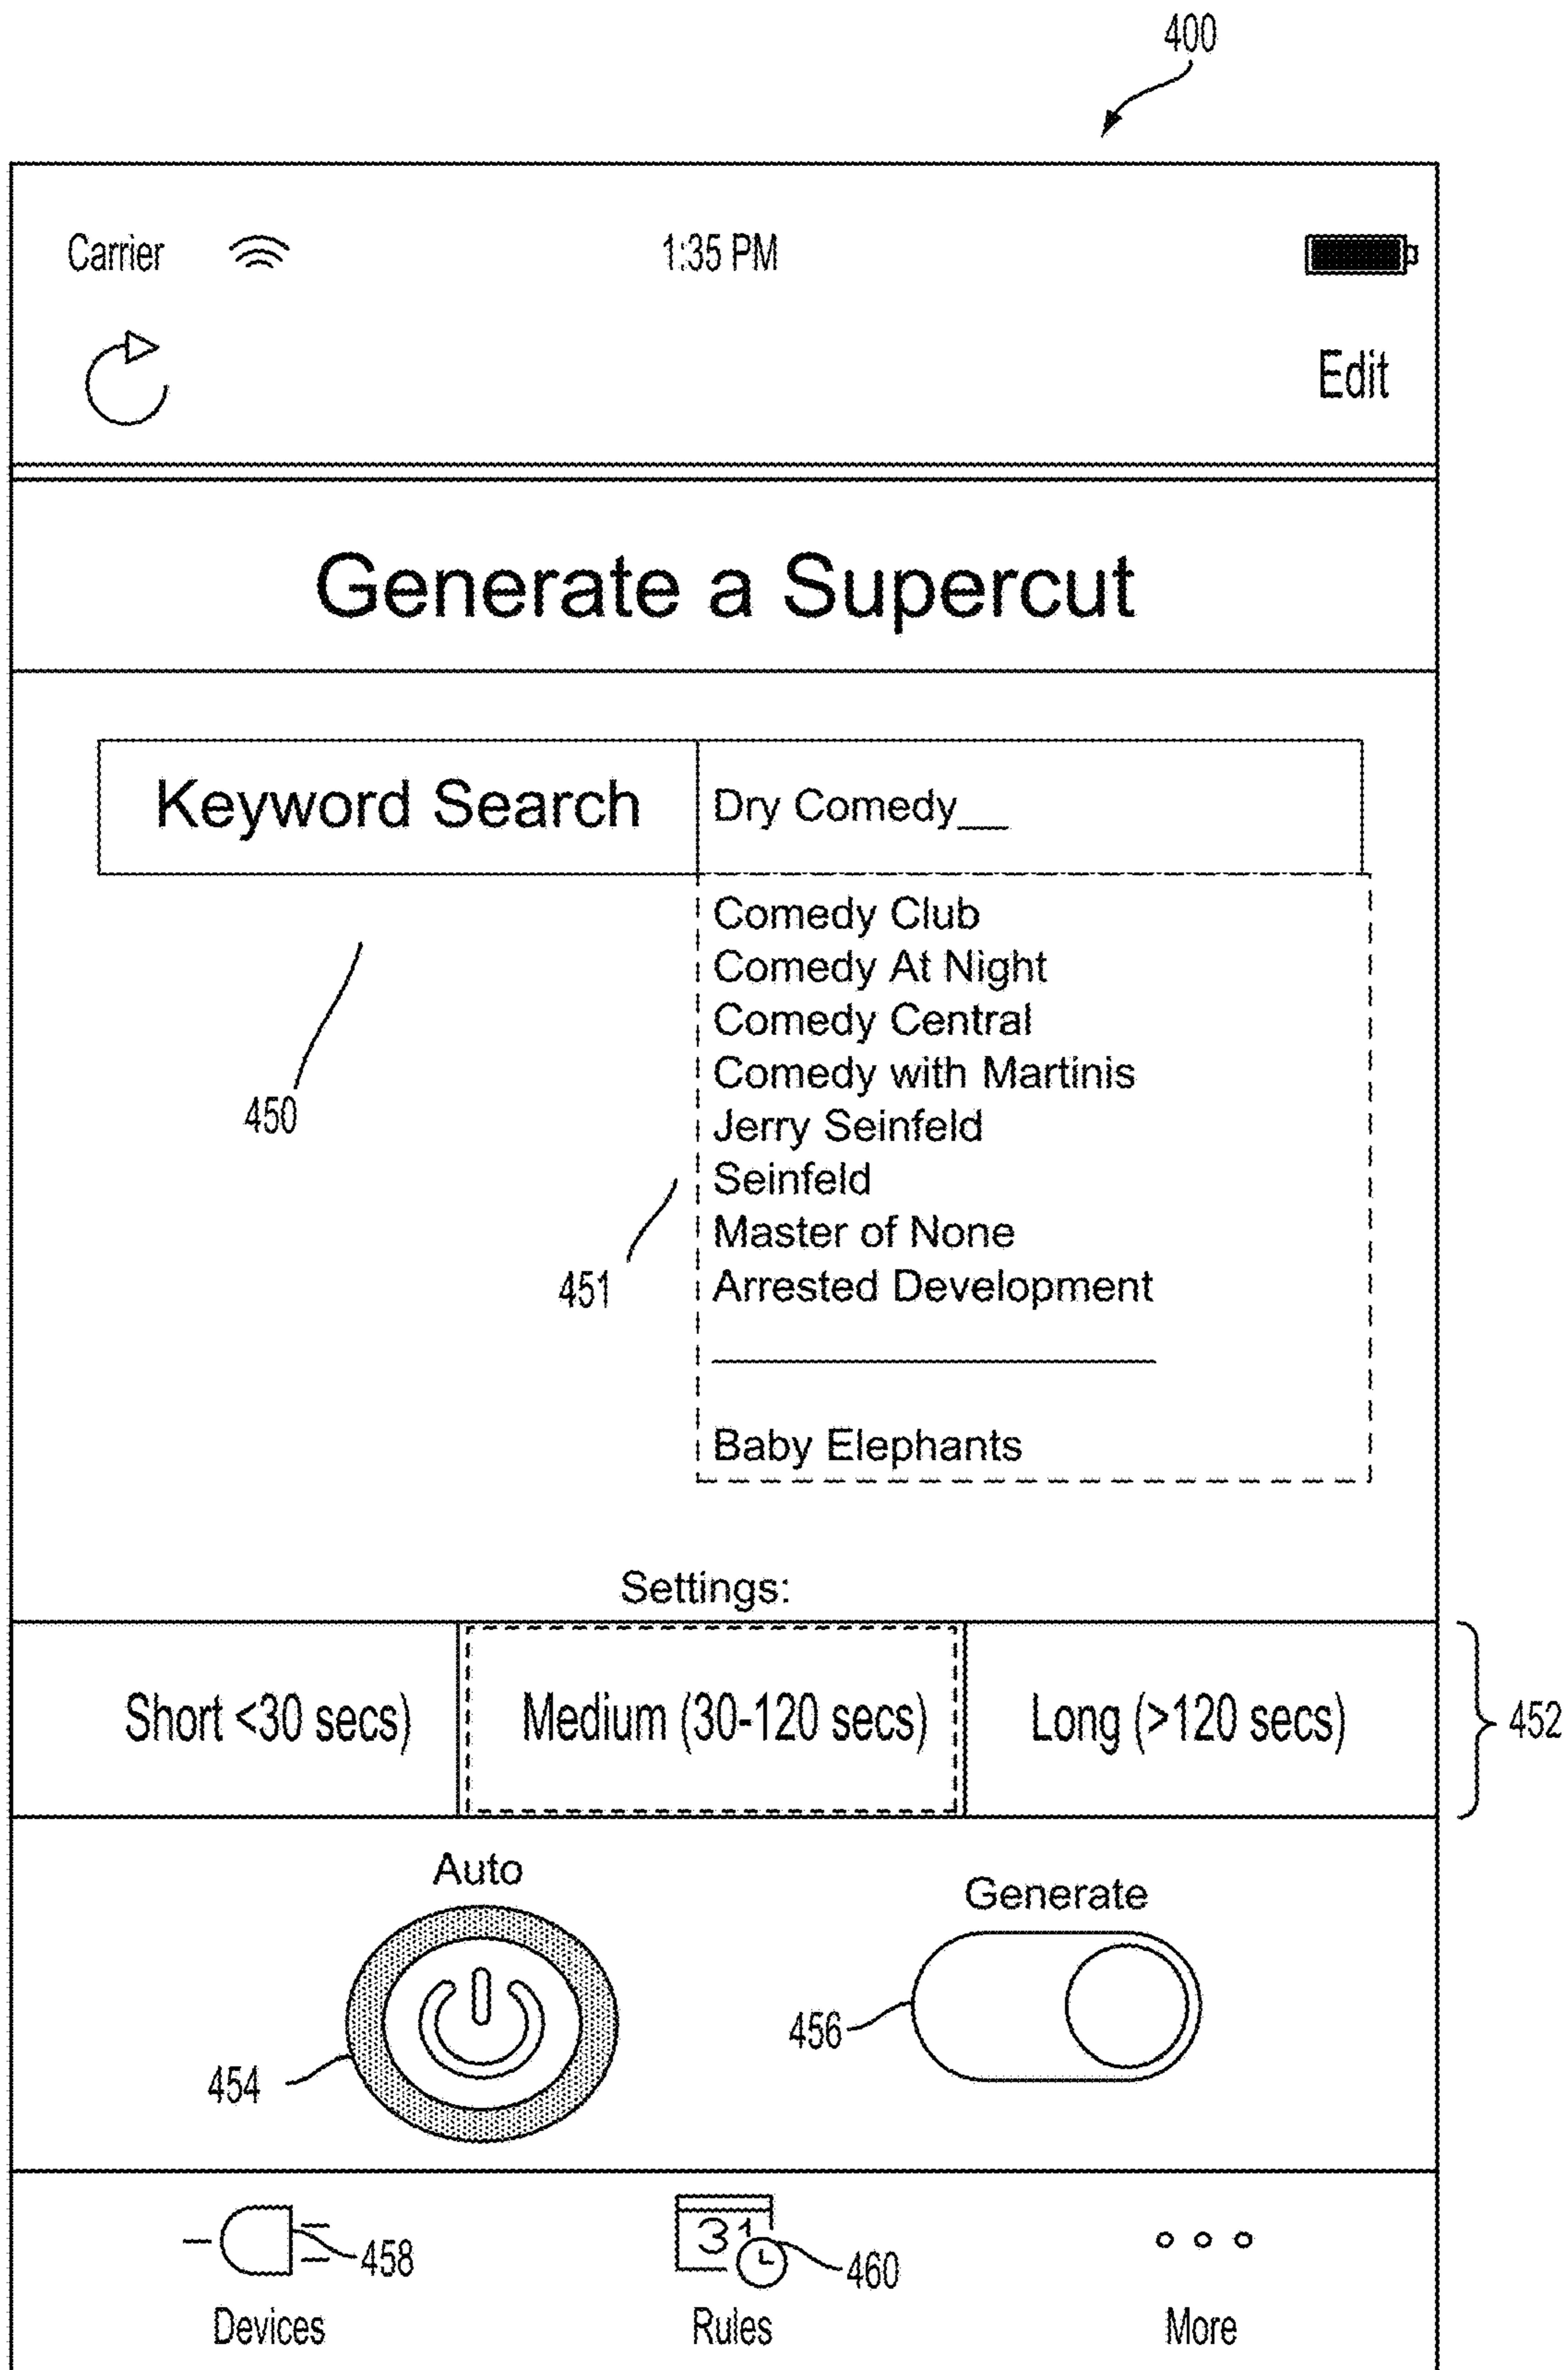 400
Carrier 1:35 PM
Edit
Generate a Supercut
Keyword Search Dry Comedy__
Comedy Club
Comedy At Night
Comedy Central
Comedy with Martinis
Jerry Seinfeld
Seinfeld
Master of None
Arrested Development
Baby Elephants
450
451
Settings:
Short <30 secs) Medium (30-120 secs) Long (>120 secs) 452
Auto Generate
454 456
31
458 460
Devices Rules More